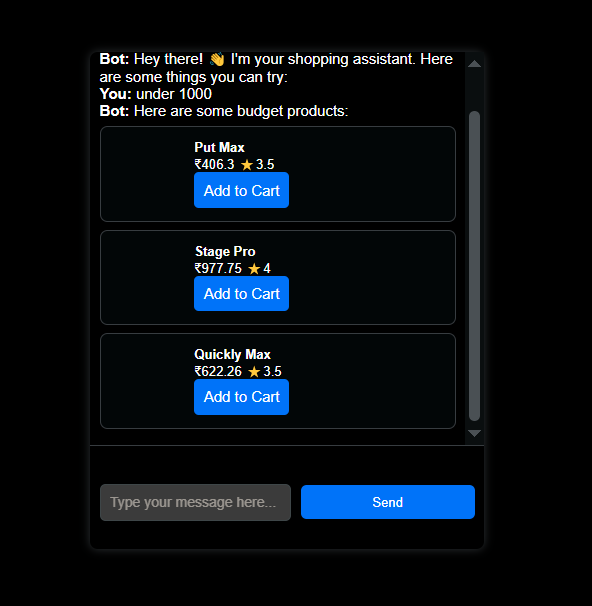 Bot: Hey there! 👋 I'm your shopping assistant. Here
are some things you can try:
You: under 1000
Bot: Here are some budget products:
Put Max
₹406.3 ⭐3.5
Add to Cart
Stage Pro
₹977.75 ⭐4
Add to Cart
Quickly Max
₹622.26 ⭐3.5
Add to Cart
Type your message here...
Send